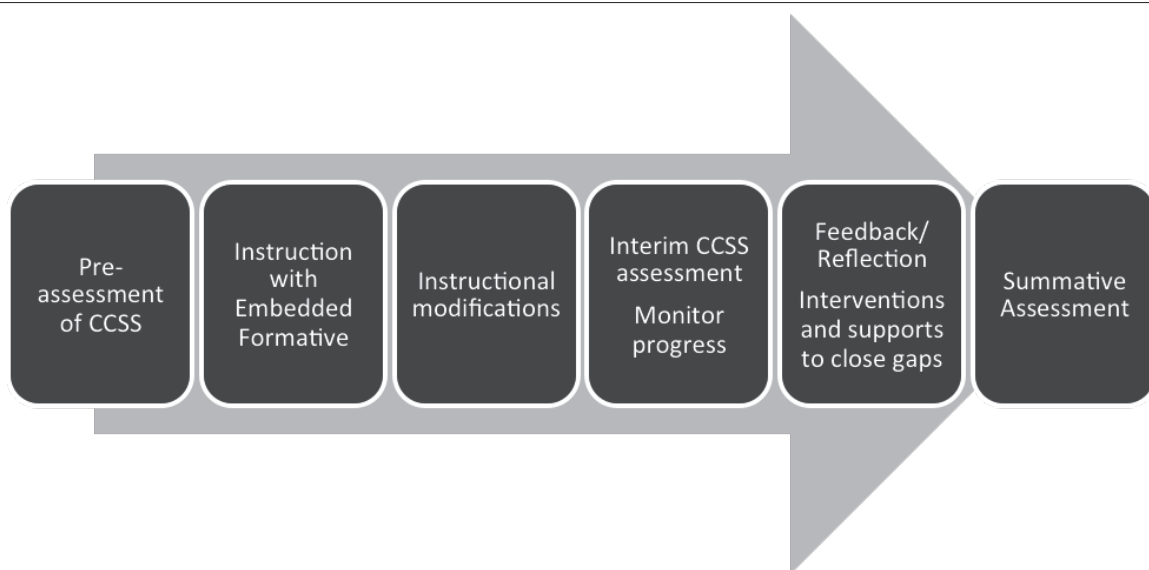 Pre-
assessment
of CCSS
Instruction
with
Embedded
Formative
Instructional
modifications
Interim CCSS
assessment
Monitor
progress
Feedback/
Reflection
Interventions
and supports
to close gaps
Summative
Assessment